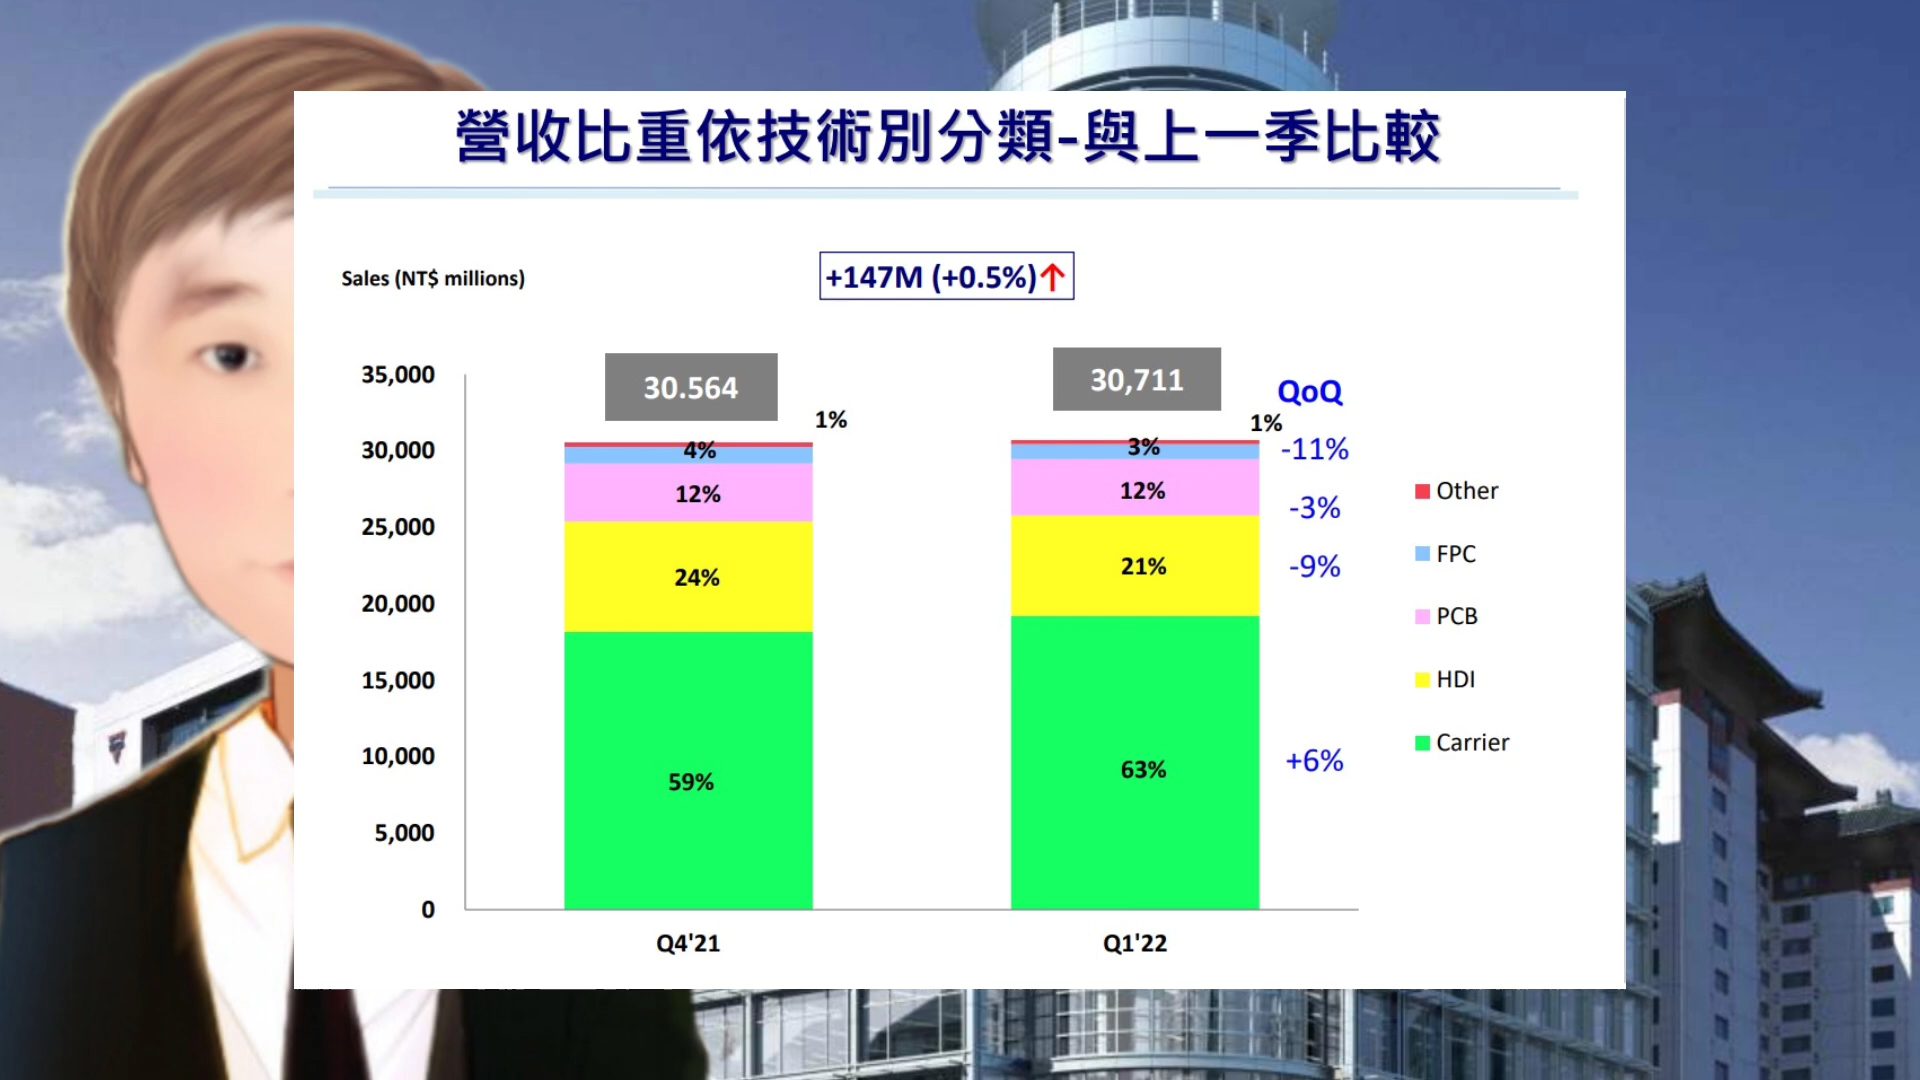 營收比重依技術別分類-與上一季比較
Sales (NT$ millions)
+147M (+0.5%)↑
35,000
30,000
25,000
20,000
15,000
10,000
5,000
0
30.564
1%
4%
12%
24%
59%
Q4'21
30,711
1%
3%
12%
21%
63%
Q1'22
QoQ
-11%
-3%
-9%
+6%
Other
FPC
PCB
HDI
Carrier